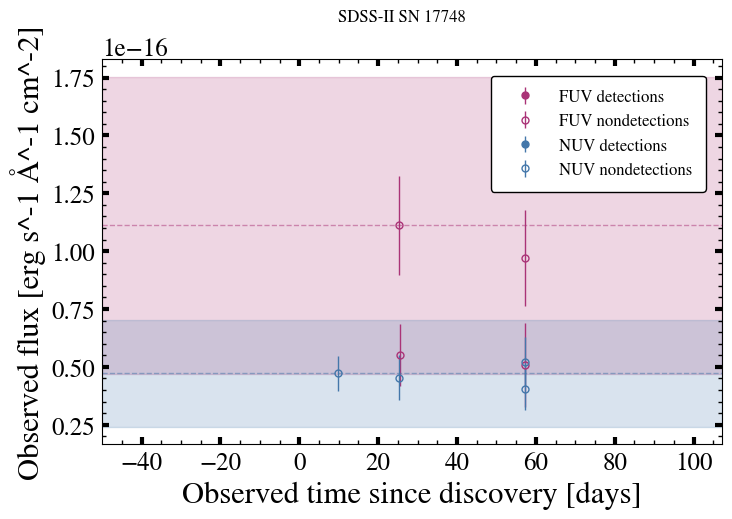 SDSS-II SN 17748
1e−16
Observed flux [erg s^-1 Å^-1 cm^-2]
1.75
1.50
1.25
1.00
0.75
0.50
0.25
FUV detections
FUV nondetections
NUV detections
NUV nondetections
−40 −20 0 20 40 60 80 100
Observed time since discovery [days]